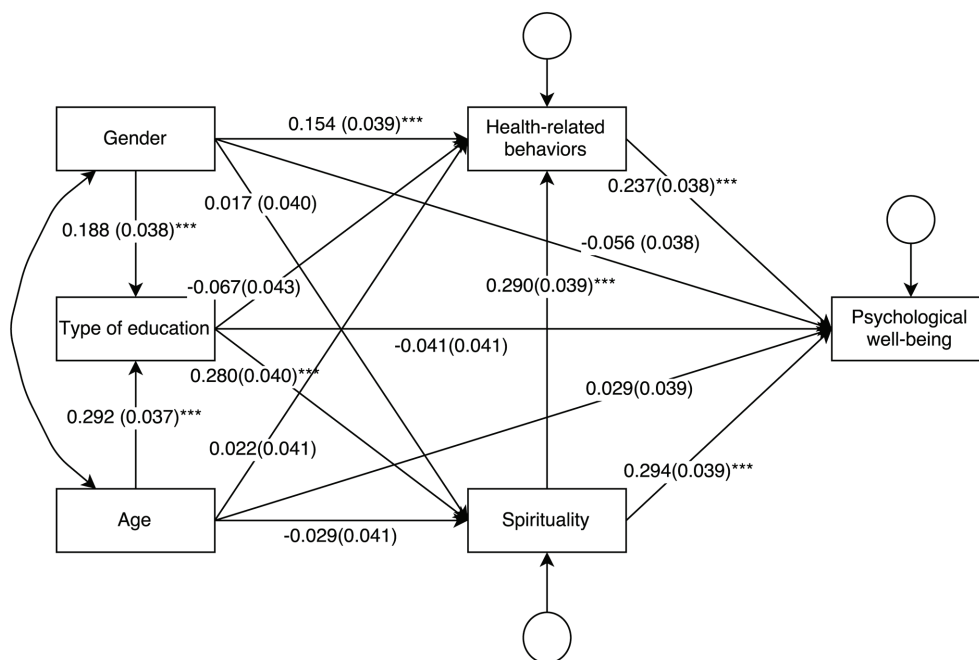 Gender
0.154 (0.039)***
Health-related
behaviors
0.237(0.038)***
0.017 (0.040)
0.188 (0.038)***
-0.056 (0.038)
-0.067(0.043)
0.290(0.039)***
Type of education
Psychological
well-being
-0.041(0.041)
0.280(0.040)***
0.029(0.039)
0.292 (0.037)***
0.022(0.041)
0.294(0.039)***
Age
Spirituality
-0.029(0.041)